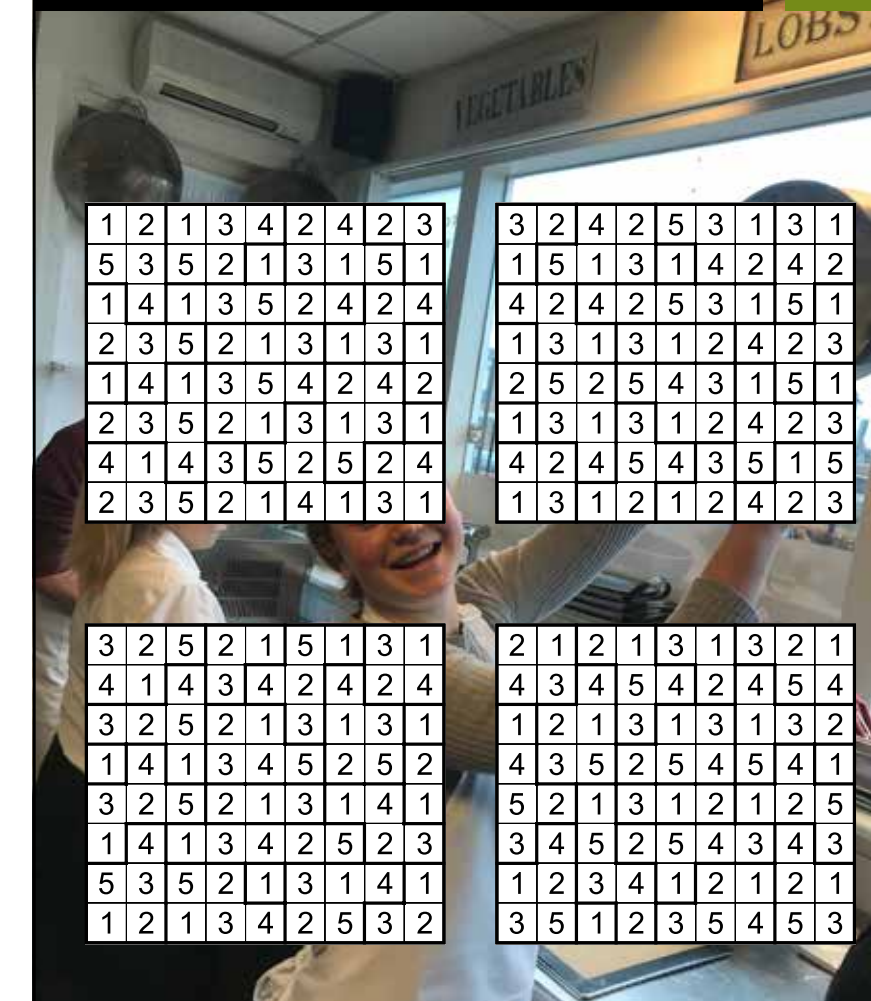 LOBS
VEGETABLES
1 2 1 3 4 2 4 2 3
5 3 5 2 1 3 1 5 1
1 4 1 3 5 2 4 2 4
2 3 5 2 1 3 1 3 1
1 4 1 3 5 4 2 4 2
2 3 5 2 1 3 1 3 1
4 1 4 3 5 2 5 2 4
2 3 5 2 1 4 1 3 1
3 2 4 2 5 3 1 3 1
1 5 1 3 1 4 2 4 2
4 2 4 2 5 3 1 5 1
1 3 1 3 1 2 4 2 3
2 5 2 5 4 3 1 5 1
1 3 1 3 1 2 4 2 3
4 2 4 5 4 3 5 1 5
1 3 1 2 1 2 4 2 3
3 2 5 2 1 5 1 3 1
4 1 4 3 4 2 4 2 4
3 2 5 2 1 3 1 3 1
1 4 1 3 4 5 2 5 2
3 2 5 2 1 3 1 4 1
1 4 1 3 4 2 5 2 3
5 3 5 2 1 3 1 4 1
1 2 1 3 4 2 5 3 2
2 1 2 1 3 1 3 2 1
4 3 4 5 4 2 4 5 4
1 2 1 3 1 3 1 3 2
4 3 5 2 5 4 5 4 1
5 2 1 3 1 2 1 2 5
3 4 5 2 5 4 3 4 3
1 2 3 4 1 2 1 2 1
3 5 1 2 3 5 4 5 3